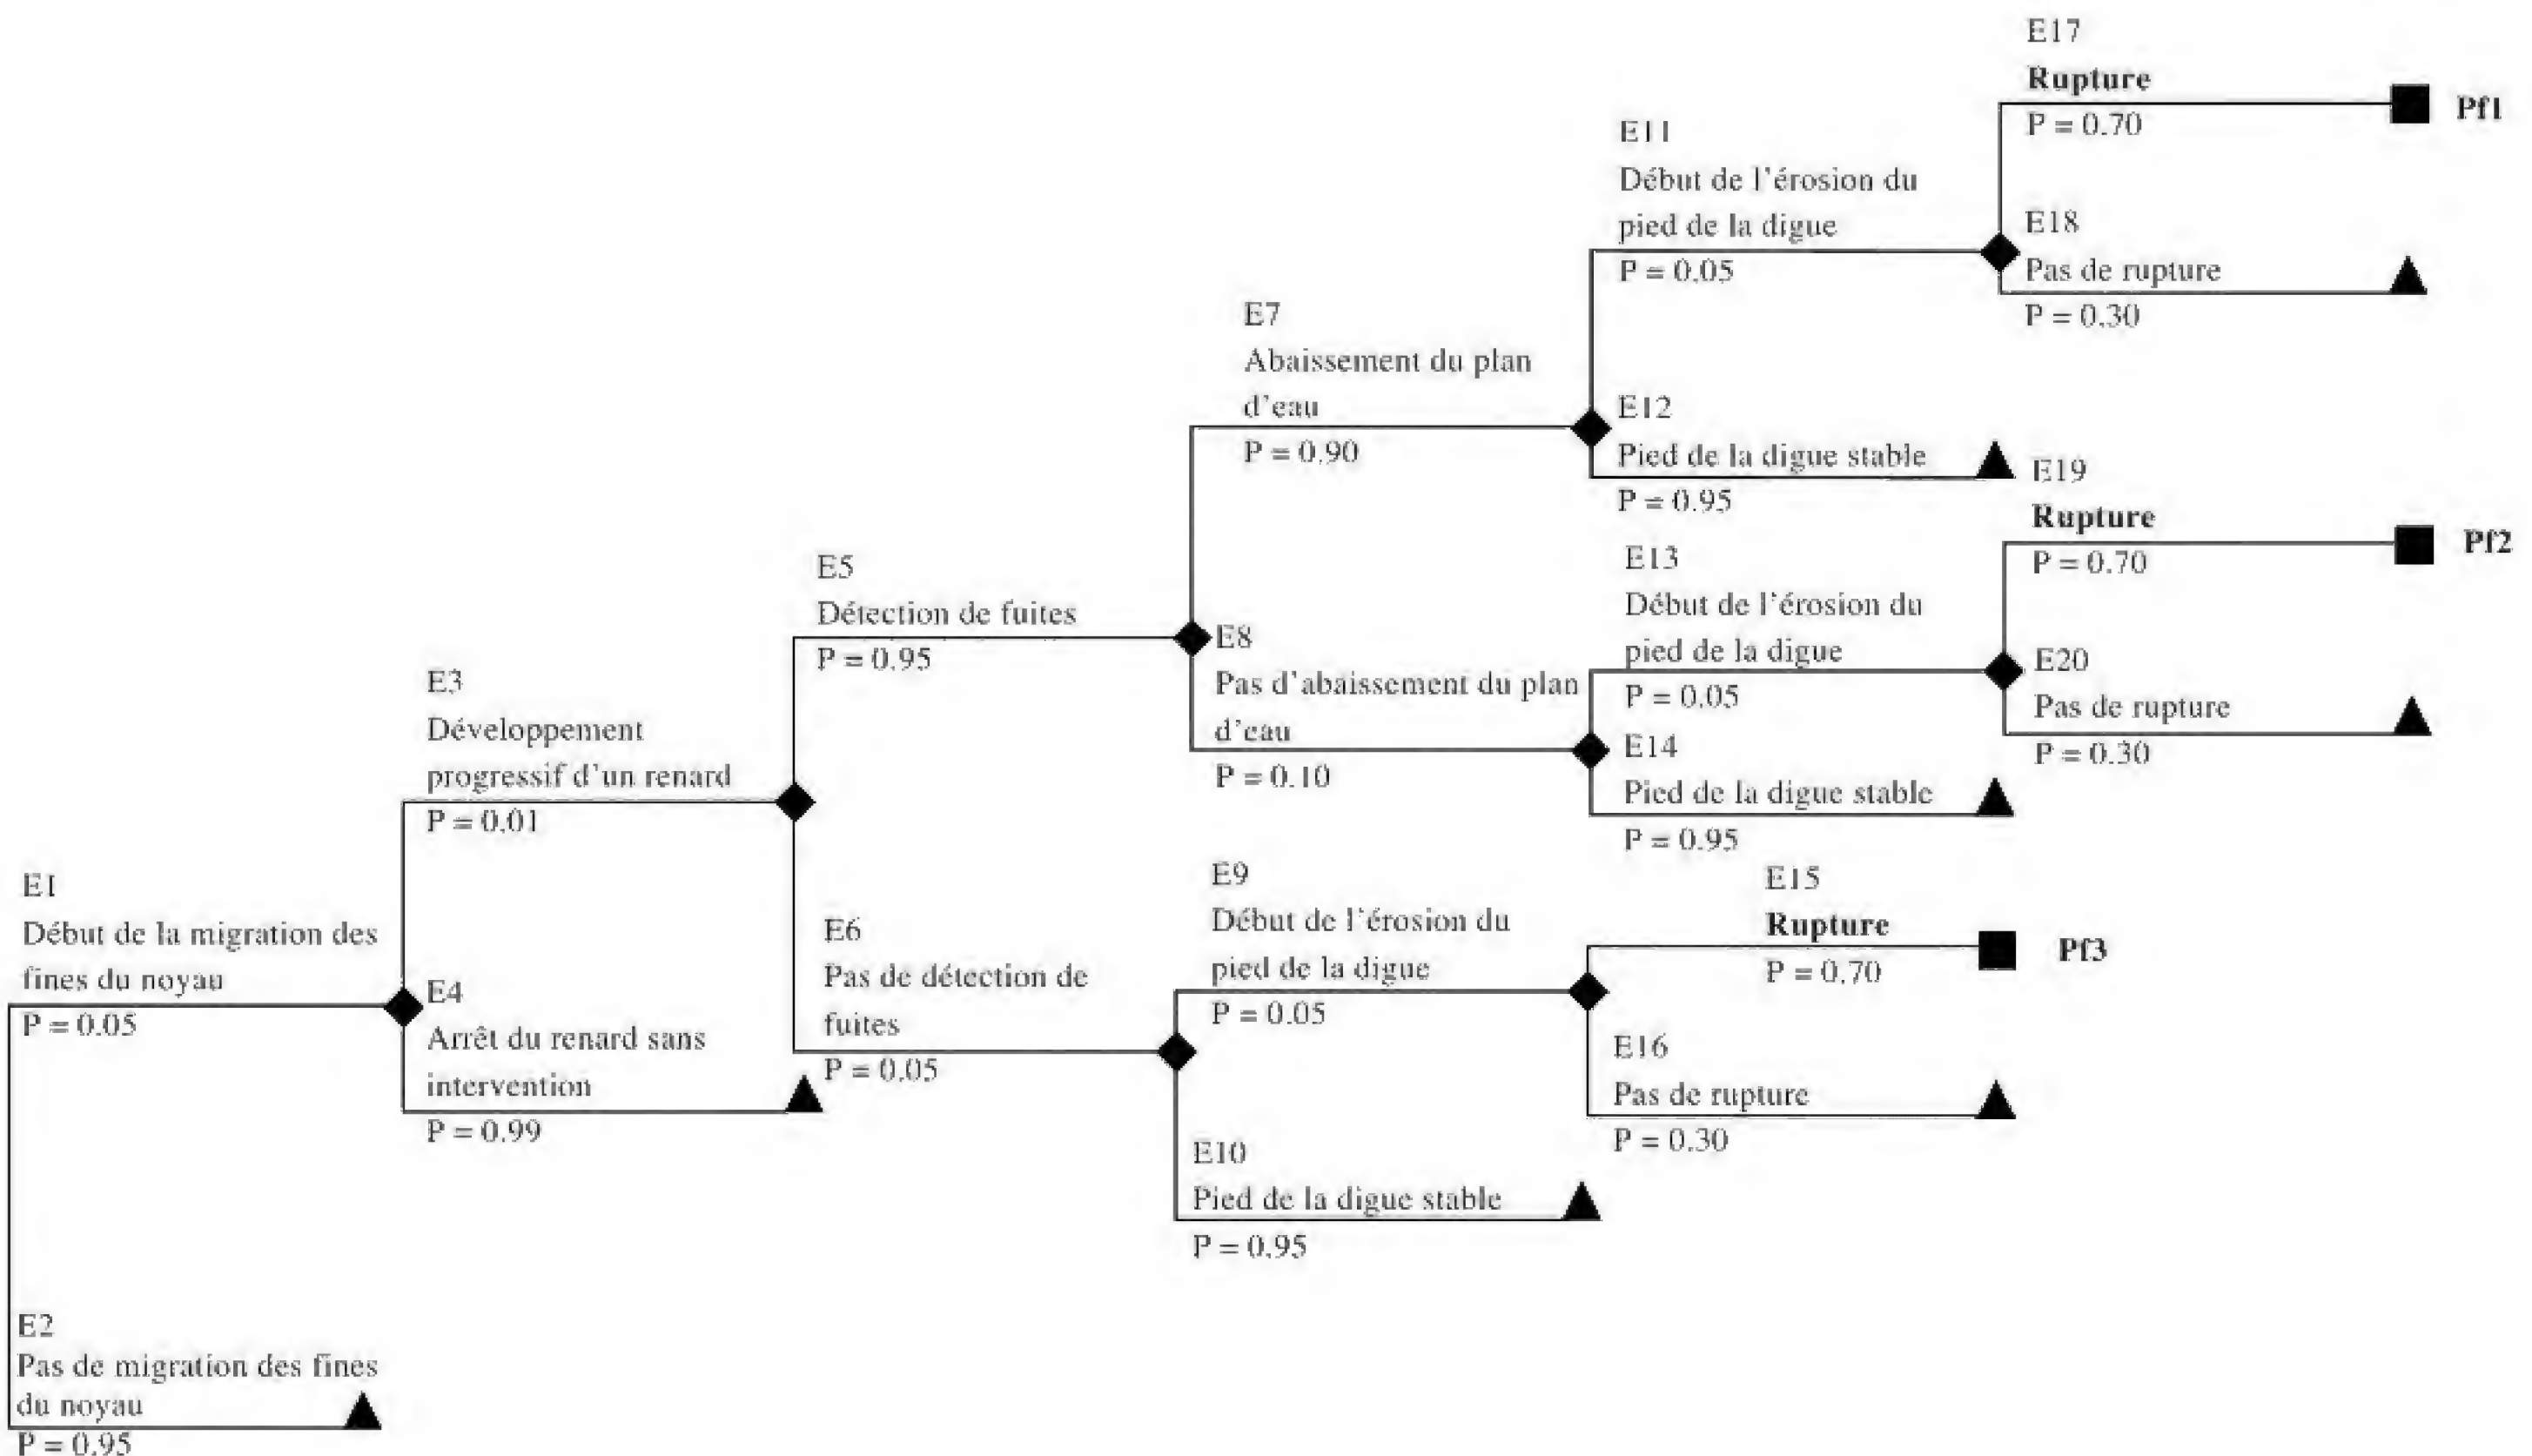 E17
Rupture
P = 0.70
Pf1
E18
Pas de rupture
P = 0.30
E11
Début de l'érosion du
pied de la digue
P = 0.05
E12
Pied de la digue stable
P = 0.95
E7
Abaissement du plan
d'eau
P = 0.90
E19
Rupture
P = 0.70
Pf2
E20
Pas de rupture
P = 0.30
E13
Début de l'érosion du
pied de la digue
P = 0.05
E14
Pied de la digue stable
P = 0.95
E5
Détection de fuites
P = 0.95
E8
Pas d'abaissement du plan
d'eau
P = 0.10
E3
Développement
progressif d'un renard
P = 0.01
E15
Rupture
P = 0.70
Pf3
E16
Pas de rupture
P = 0.30
E9
Début de l'érosion du
pied de la digue
P = 0.05
E10
Pied de la digue stable
P = 0.95
E6
Pas de détection de
fuites
P = 0.05
E1
Début de la migration des
fines du noyau
P = 0.05
E4
Arrêt du renard sans
intervention
P = 0.99
E2
Pas de migration des fines
du noyau
P = 0.95